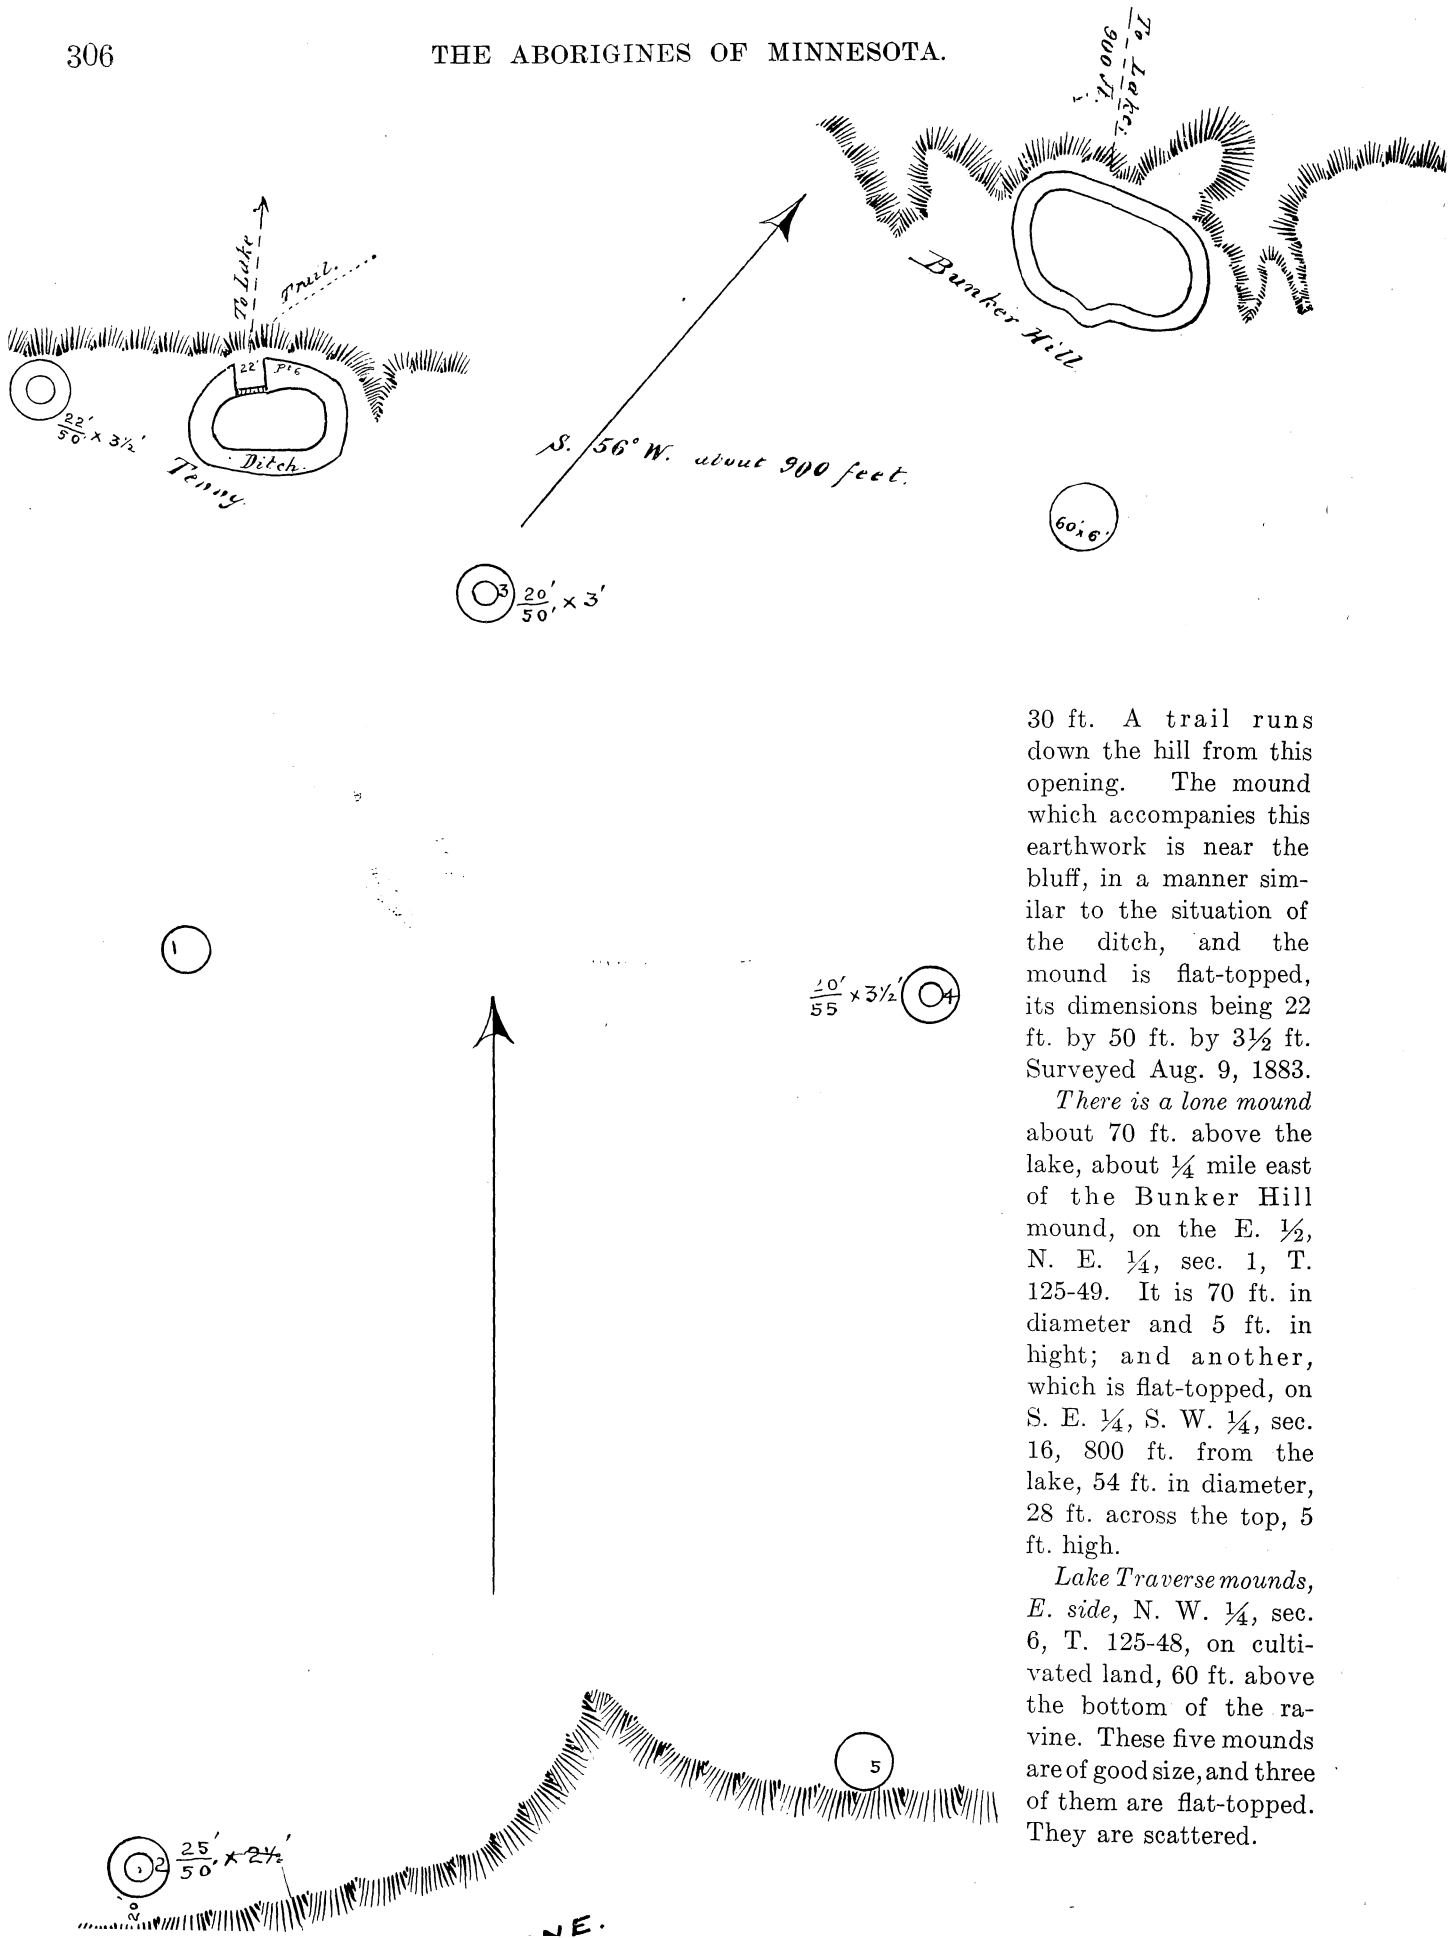 306
THE ABORIGINES OF MINNESOTA.
To Lake
900 ft.
To Lake
Trail.
22'
22'
50' × 3½'
Ditch.
Tenny.
Bunker Hill
S. 56° W. about 900 feet.
60' x 6'
3
20'
50' × 3'
30 ft. A trail runs
down the hill from this
opening. The mound
which accompanies this
earthwork is near the
bluff, in a manner sim-
ilar to the situation of
the ditch, and the
mound is flat-topped,
its dimensions being 22
ft. by 50 ft. by 3½ ft.
Surveyed Aug. 9, 1883.
There is a lone mound
about 70 ft. above the
lake, about ¼ mile east
of the Bunker Hill
mound, on the E. ½,
N. E. ¼, sec. 1, T.
125-49. It is 70 ft. in
diameter and 5 ft. in
hight; and another,
which is flat-topped, on
S. E. ¼, S. W. ¼, sec.
16, 800 ft. from the
lake, 54 ft. in diameter,
28 ft. across the top, 5
ft. high.
Lake Traverse mounds,
E. side, N. W. ¼, sec.
6, T. 125-48, on culti-
vated land, 60 ft. above
the bottom of the ra-
vine. These five mounds
are of good size, and three
of them are flat-topped.
They are scattered.
1
20'
55 × 3½'
4
5
2
25'
50' × 2½'
20'